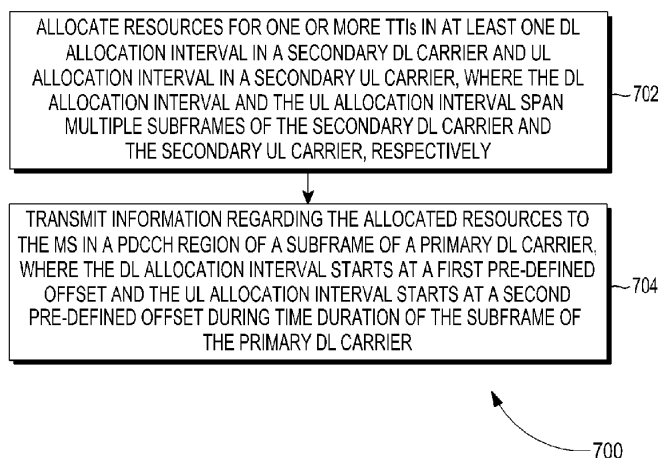 ALLOCATE RESOURCES FOR ONE OR MORE TTIs IN AT LEAST ONE DL
ALLOCATION INTERVAL IN A SECONDARY DL CARRIER AND UL
ALLOCATION INTERVAL IN A SECONDARY UL CARRIER, WHERE THE DL
ALLOCATION INTERVAL AND THE UL ALLOCATION INTERVAL SPAN
MULTIPLE SUBFRAMES OF THE SECONDARY DL CARRIER AND
THE SECONDARY UL CARRIER, RESPECTIVELY
702
TRANSMIT INFORMATION REGARDING THE ALLOCATED RESOURCES TO
THE MS IN A PDCCH REGION OF A SUBFRAME OF A PRIMARY DL CARRIER,
WHERE THE DL ALLOCATION INTERVAL STARTS AT A FIRST PRE-DEFINED
OFFSET AND THE UL ALLOCATION INTERVAL STARTS AT A SECOND
PRE-DEFINED OFFSET DURING TIME DURATION OF THE SUBFRAME OF
THE PRIMARY DL CARRIER
704
700